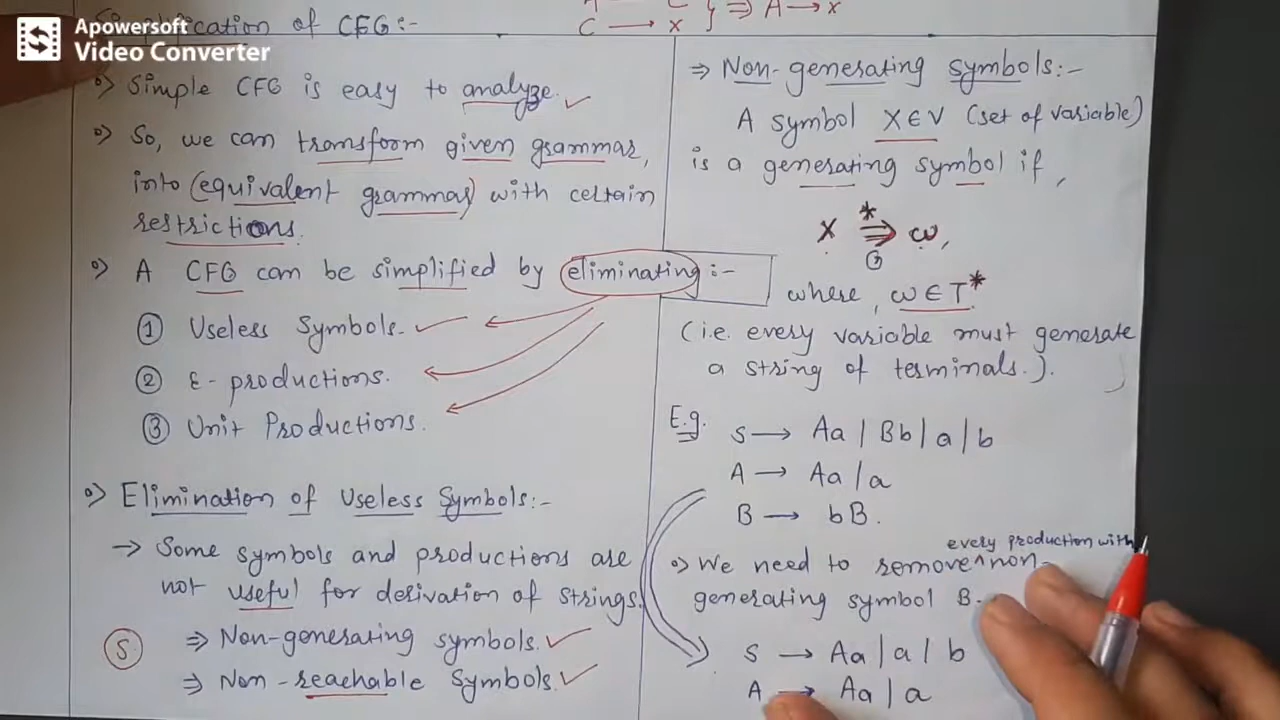 Apowersoft
Video Converter
Simplification of CFG:-
C → x } ⇒ A → x
Simple CFG is easy to analyze.
So, we can transform given grammar,
into (equivalent grammar) with certain
restrictions.
A CFG can be simplified by eliminating :-
① Useless Symbols.
② ε- productions.
③ Unit Productions.
Elimination of Useless Symbols:-
→ Some symbols and productions are
not useful for derivation of strings.
S ⇒ Non-generating symbols.
⇒ Non-reachable Symbols.
⇒ Non-generating symbols:-
A symbol X∈V (set of variable)
is a generating symbol if,
X *⇒ ω,
where, ω∈T*
(i.e. every variable must generate
a string of terminals.).
E.g. S → Aa | Bb | a | b
A → Aa | a
B → bB.
every production with
We need to remove ^ non-
generating symbol B.
S → Aa | a | b
A → Aa | a